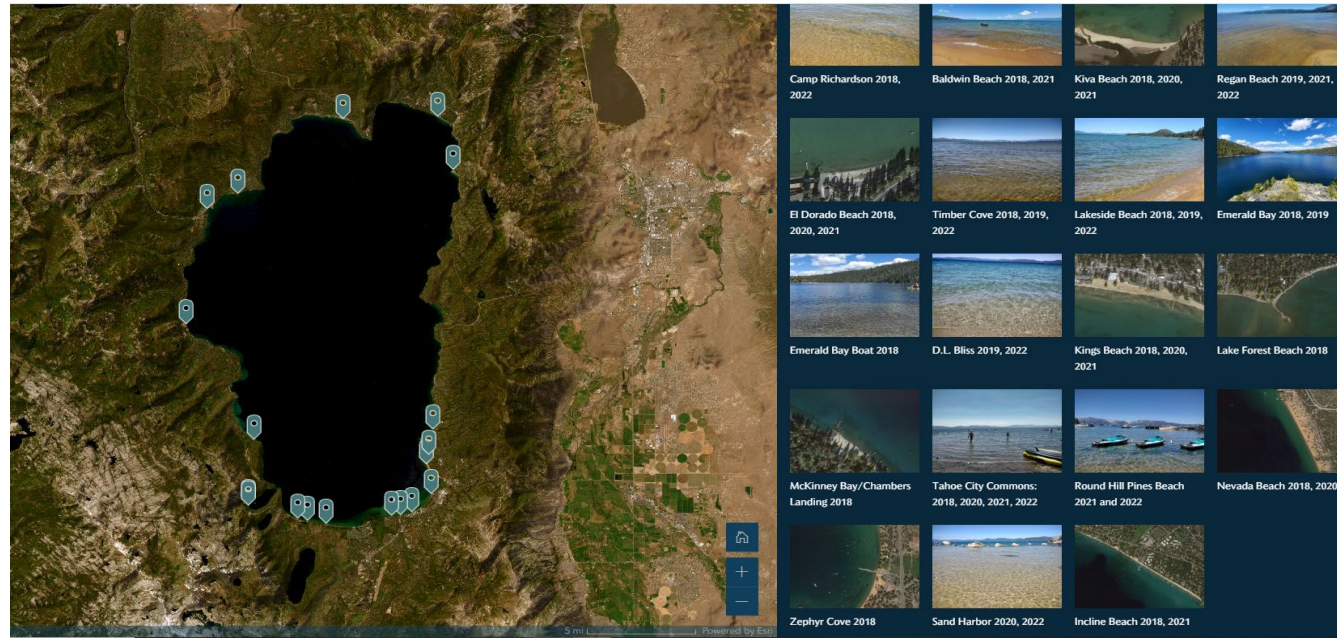 Camp Richardson 2018,
2022
Baldwin Beach 2018, 2021
Kiva Beach 2018, 2020,
2021
Regan Beach 2019, 2021,
2022
El Dorado Beach 2018,
2020, 2021
Timber Cove 2018, 2019,
2022
Lakeside Beach 2018, 2019,
2022
Emerald Bay 2018, 2019
Emerald Bay Boat 2018
D.L. Bliss 2019, 2022
Kings Beach 2018, 2020,
2021
Lake Forest Beach 2018
McKinney Bay/Chambers
Landing 2018
Tahoe City Commons:
2018, 2020, 2021, 2022
Round Hill Pines Beach
2021 and 2022
Nevada Beach 2018, 2020
Zephyr Cove 2018
Sand Harbor 2020, 2022
Incline Beach 2018, 2021
5 mi
Powered by Esri